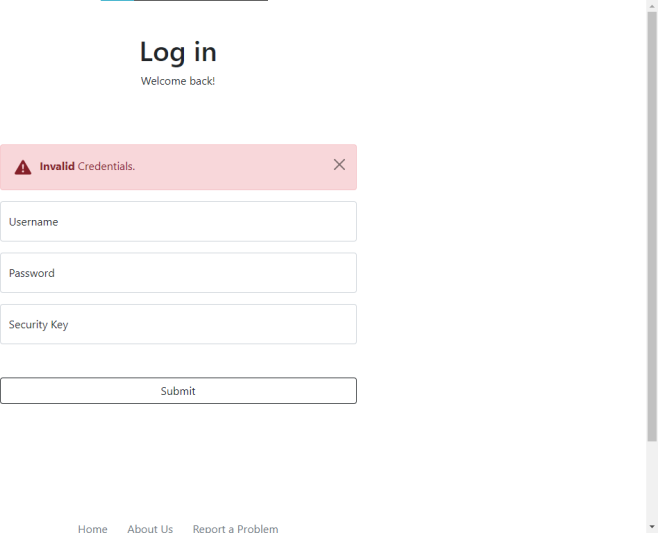 Log in
Welcome back!
Invalid Credentials.
Username
Password
Security Key
Submit
Home About Us Report a Problem